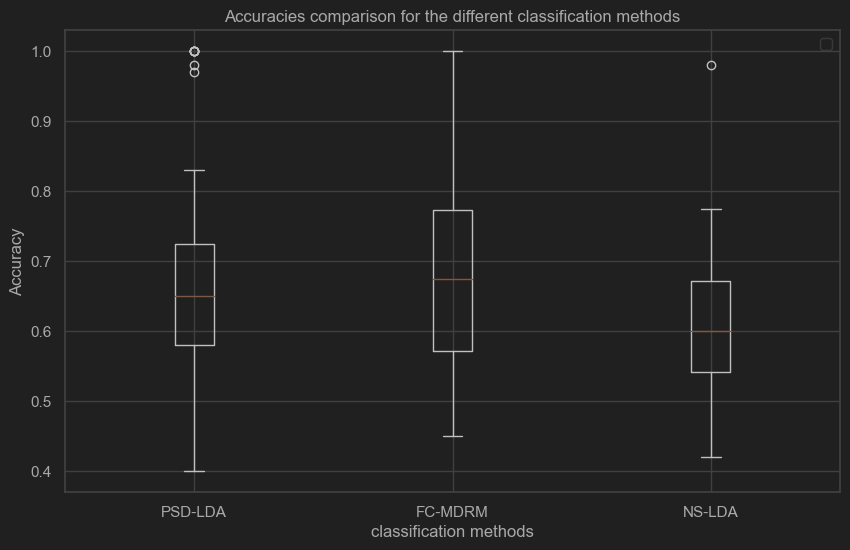 Accuracies comparison for the different classification methods
1.0
0.9
0.8
0.7
0.6
0.5
0.4
Accuracy
PSD-LDA
FC-MDRM
NS-LDA
classification methods